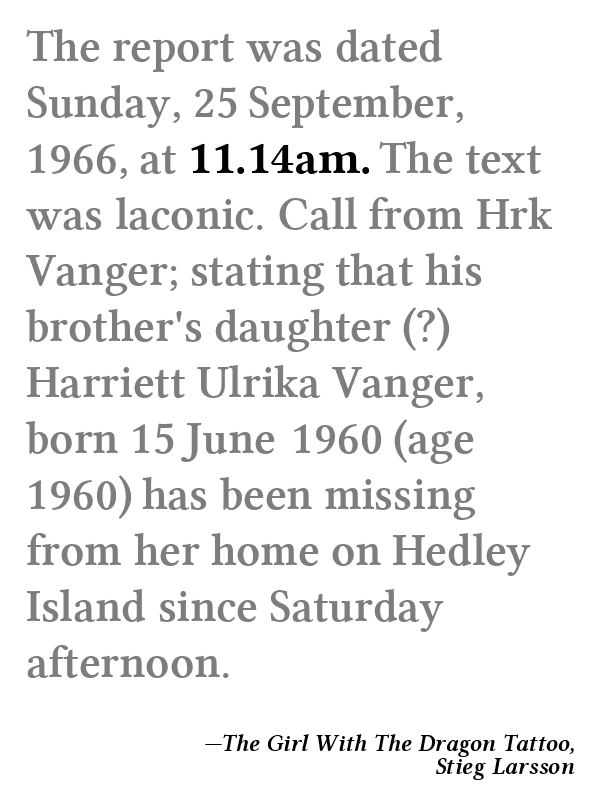 The report was dated
Sunday, 25 September,
1966, at 11.14am. The text
was laconic. Call from Hrk
Vanger; stating that his
brother's daughter (?)
Harriett Ulrika Vanger,
born 15 June 1960 (age
1960) has been missing
from her home on Hedley
Island since Saturday
afternoon.
—The Girl With The Dragon Tattoo,
Stieg Larsson